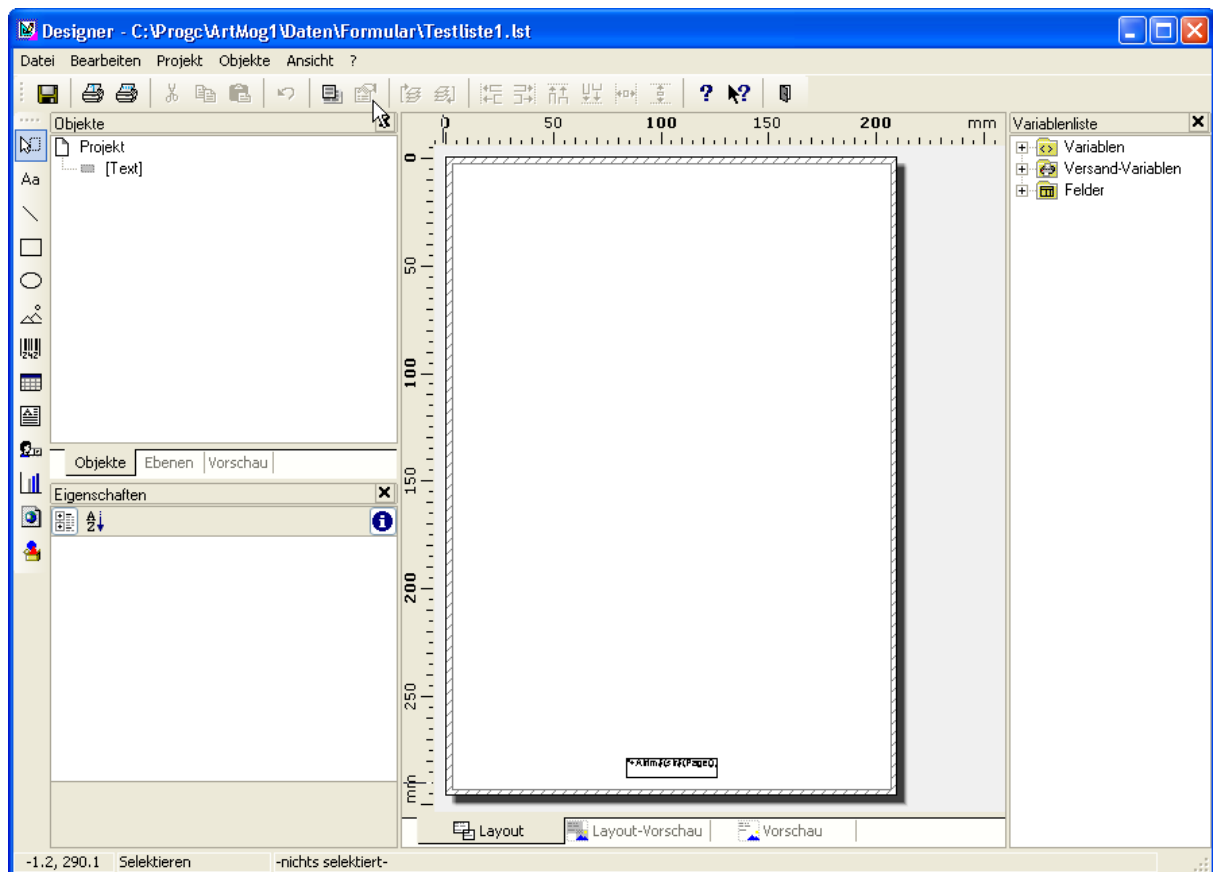 Designer - C:\Progc\ArtMog1\Daten\Formular\Testliste1.lst
Datei Bearbeiten Projekt Objekte Ansicht ?
Objekte
Projekt
[Text]
Aa
Objekte Ebenen Vorschau
Eigenschaften
0 50 100 150 200 mm
0
50
100
150
200
250
mm
Variablenliste
Variablen
Versand-Variablen
Felder
Layout Layout-Vorschau Vorschau
-1.2, 290.1 Selektieren -nichts selektiert-